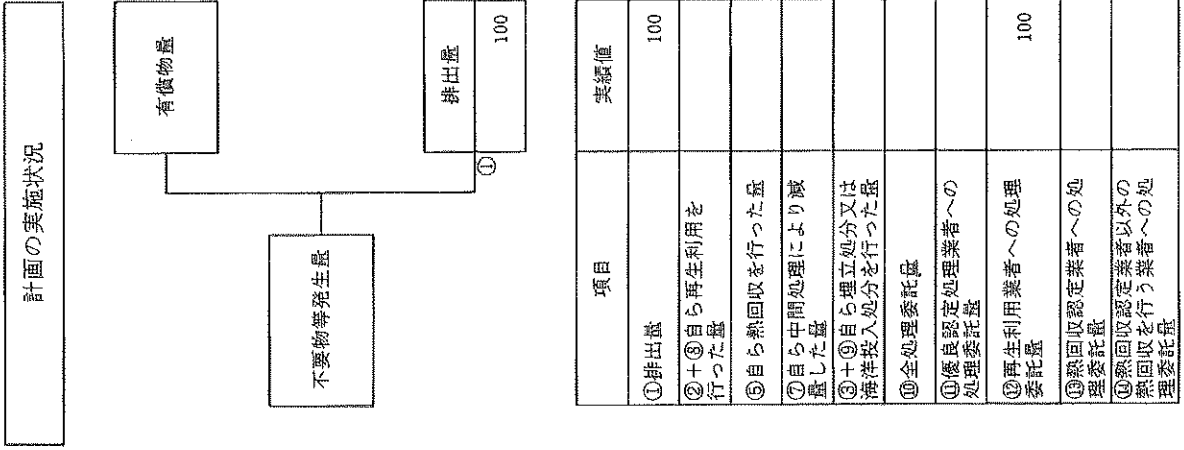 計画の実施状況
有償物量
不要物等発生量
排出量
①
100
項目
実績値
①排出量
100
②+⑧自ら再生利用を
行った量
⑤自ら熱回収を行った量
⑦自ら中間処理により減
量した量
③+⑨自ら埋立処分又は
海洋投入処分を行った量
⑩全処理委託量
⑪優良認定処理業者への
処理委託量
⑫再生利用業者への処理
委託量
100
⑬熱回収認定業者への処
理委託量
⑭熱回収認定業者以外の
熱回収を行う業者への処
理委託量